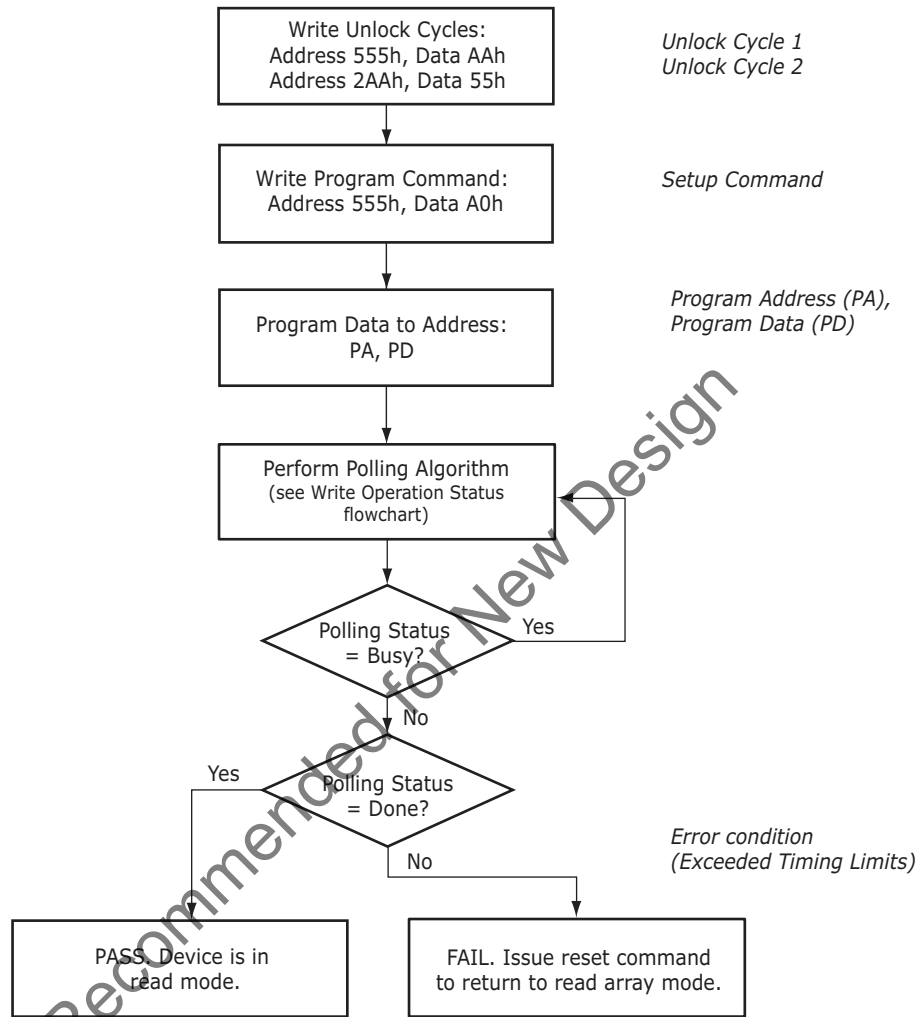 Write Unlock Cycles:
Address 555h, Data AAh
Address 2AAh, Data 55h
Unlock Cycle 1
Unlock Cycle 2
Write Program Command:
Address 555h, Data A0h
Setup Command
Program Data to Address:
PA, PD
Program Address (PA),
Program Data (PD)
Perform Polling Algorithm
(see Write Operation Status
flowchart)
Polling Status
= Busy?
Yes
No
Polling Status
= Done?
Yes
No
Error condition
(Exceeded Timing Limits)
PASS. Device is in
read mode.
FAIL. Issue reset command
to return to read array mode.
Recommended for New Design